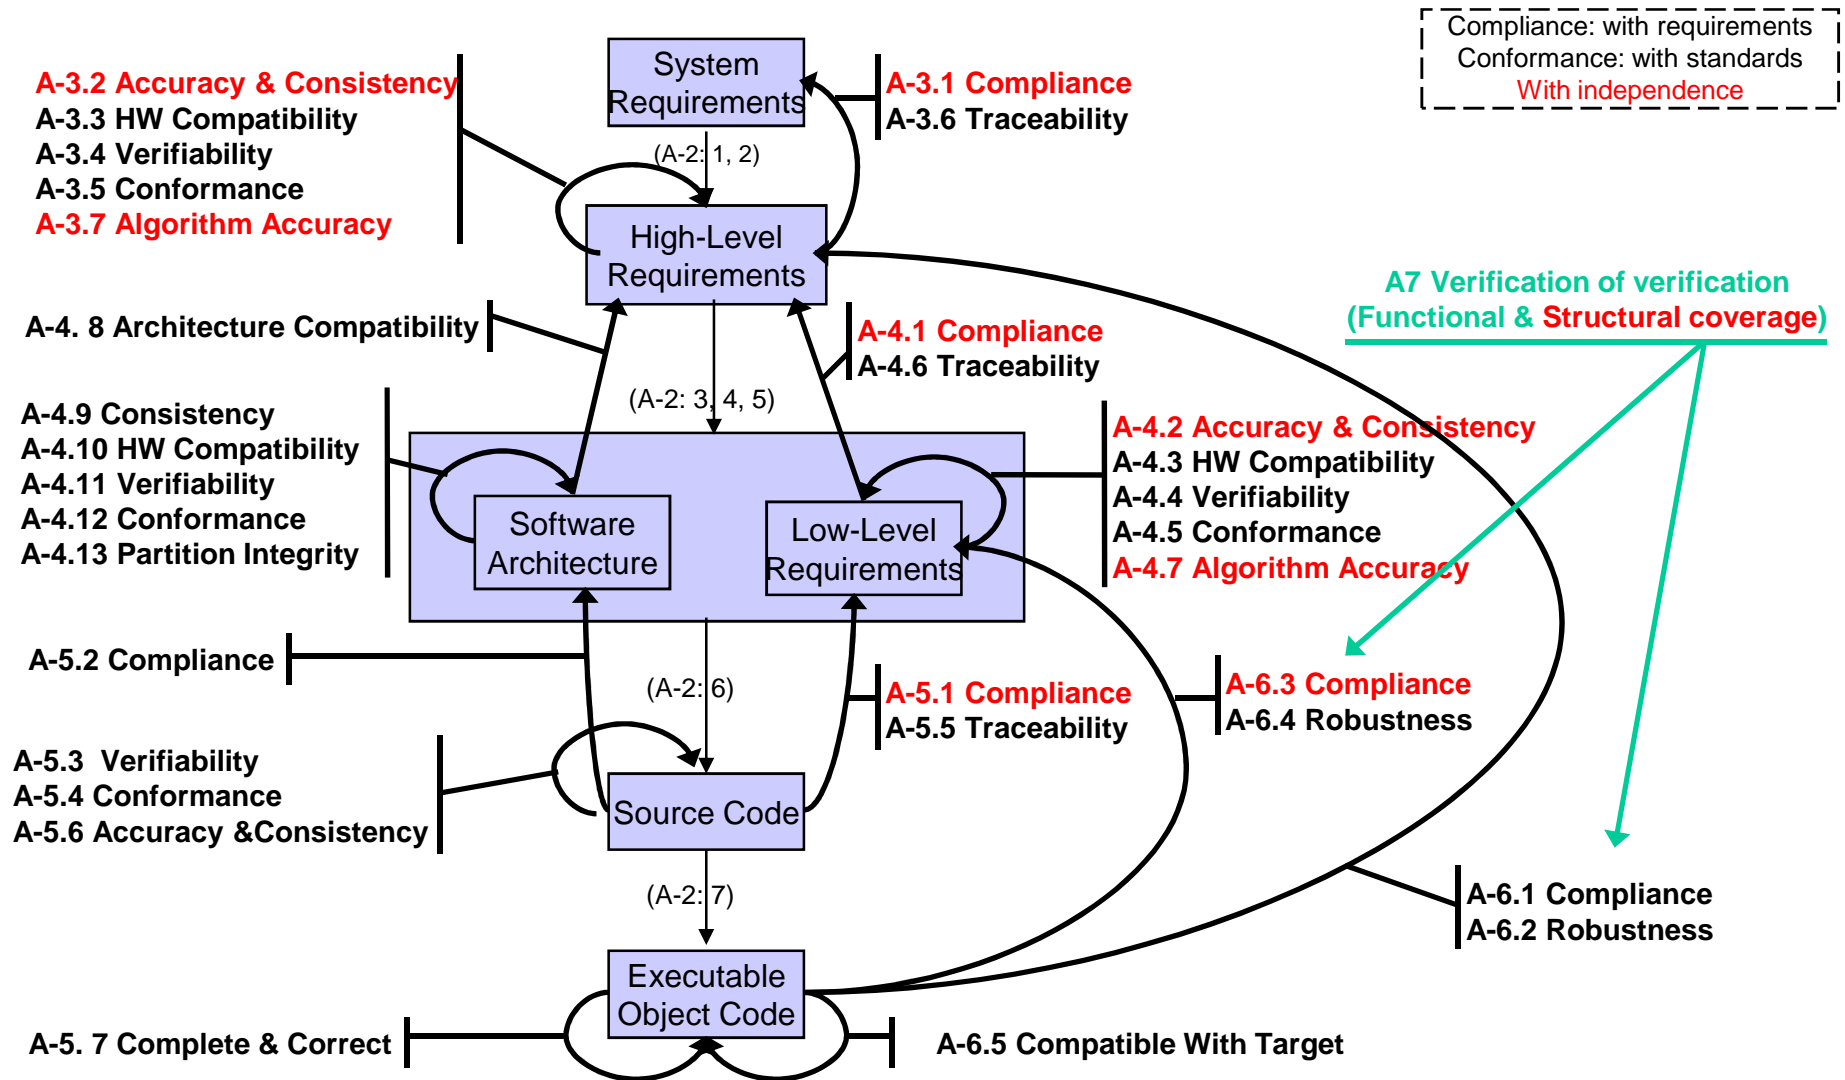 Compliance: with requirements
Conformance: with standards
With independence
System
Requirements
A-3.2 Accuracy & Consistency
A-3.3 HW Compatibility
A-3.4 Verifiability
A-3.5 Conformance
A-3.7 Algorithm Accuracy
A-3.1 Compliance
A-3.6 Traceability
(A-2: 1, 2)
High-Level
Requirements
A7 Verification of verification
(Functional & Structural coverage)
A-4. 8 Architecture Compatibility
A-4.1 Compliance
A-4.6 Traceability
(A-2: 3, 4, 5)
A-4.9 Consistency
A-4.10 HW Compatibility
A-4.11 Verifiability
A-4.12 Conformance
A-4.13 Partition Integrity
Software
Architecture
Low-Level
Requirements
A-4.2 Accuracy & Consistency
A-4.3 HW Compatibility
A-4.4 Verifiability
A-4.5 Conformance
A-4.7 Algorithm Accuracy
A-5.2 Compliance
(A-2: 6)
A-5.1 Compliance
A-5.5 Traceability
A-6.3 Compliance
A-6.4 Robustness
A-5.3  Verifiability
A-5.4 Conformance
A-5.6 Accuracy &Consistency
Source Code
(A-2: 7)
A-6.1 Compliance
A-6.2 Robustness
Executable
Object Code
A-5. 7 Complete & Correct
A-6.5 Compatible With Target